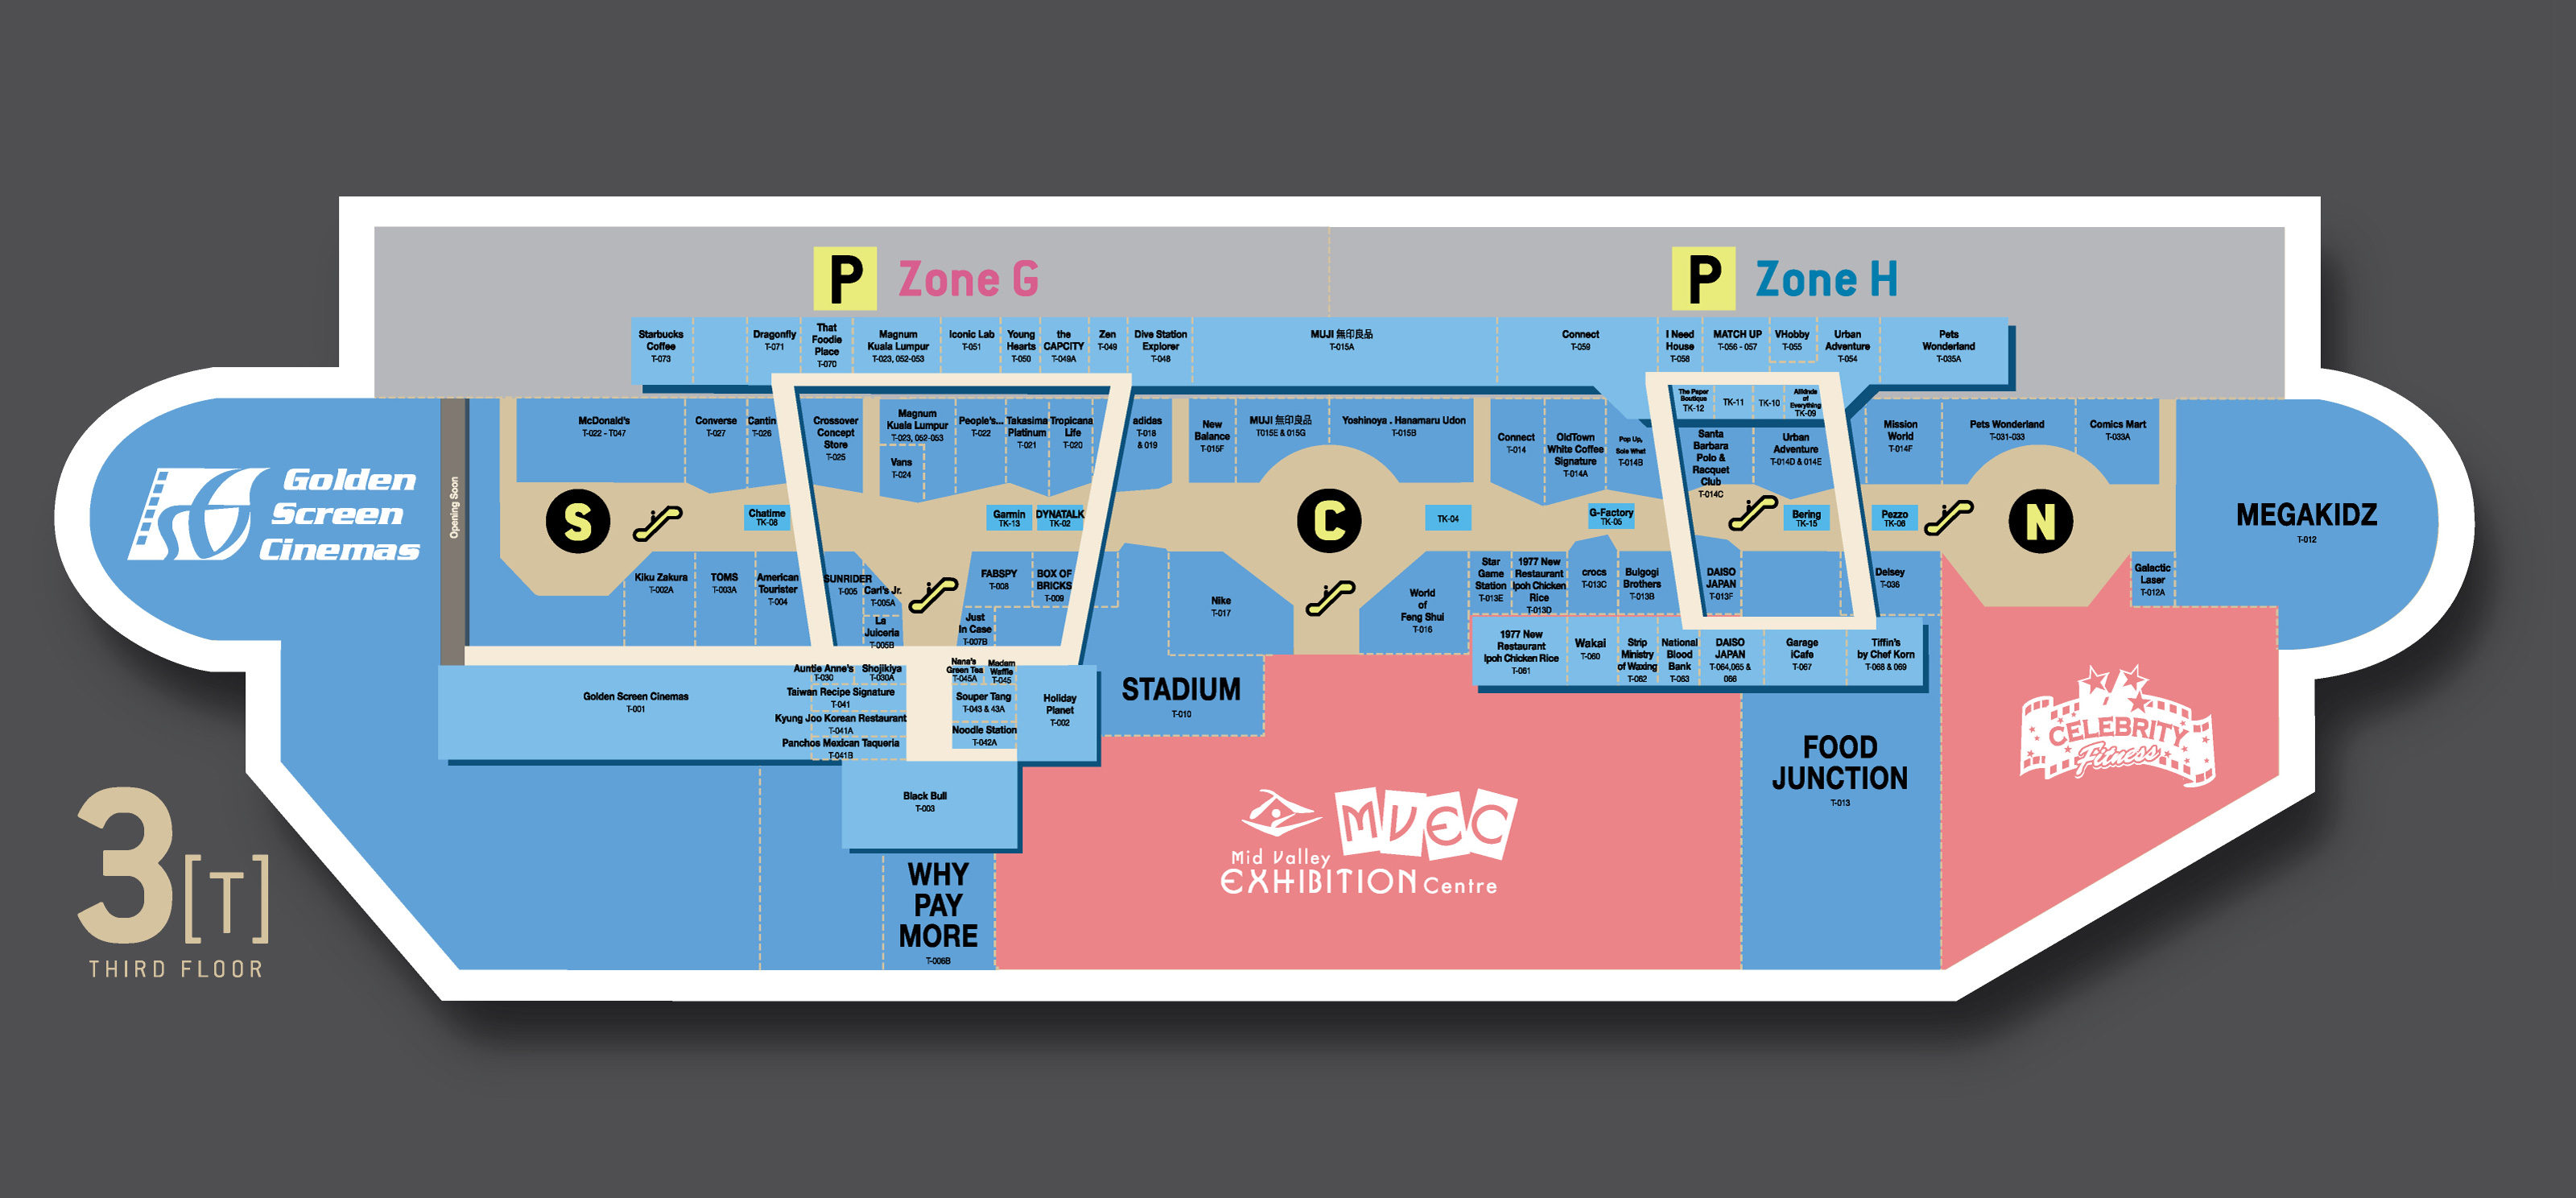 P Zone G
P Zone H
Starbucks
Coffee
T-073
Dragonfly
T-071
That
Foodie
Place
T-070
Magnum
Kuala Lumpur
T-023, 052-053
Iconic Lab
T-051
Young
Hearts
T-050
the
CAPCITY
T-049A
Zen
T-049
Dive Station
Explorer
T-048
MUJI 無印良品
T-015A
Connect
T-059
I Need
House
T-058
MATCH UP
T-056 - 057
VHobby
T-055
Urban
Adventure
T-054
Pets
Wonderland
T-035A
The Paper
Boutique
TK-12
TK-11
TK-10
Allkinds
of
Everything
TK-09
McDonald's
T-022 - T047
Converse
T-027
Cantin
T-026
Crossover
Concept
Store
T-025
Magnum
Kuala Lumpur
T-023, 052-053
Vans
T-024
People's...
T-022
Takasima
Platinum
T-021
Tropicana
Life
T-020
adidas
T-018
& 019
New
Balance
T-015F
MUJI 無印良品
T015E & 015G
Yoshinoya . Hanamaru Udon
T-015B
Connect
T-014
OldTown
White Coffee
Signature
T-014A
Pop Up,
Sole What
T-014B
Santa
Barbara
Polo &
Racquet
Club
T-014C
Urban
Adventure
T-014D & 014E
Mission
World
T-014F
Pets Wonderland
T-031-033
Comics Mart
T-033A
Golden
Screen
Cinemas
Opening Soon
S
Chatime
TK-08
Garmin
TK-13
DYNATALK
TK-02
C
TK-04
G-Factory
TK-05
Bering
TK-15
Pezzo
TK-06
N
MEGAKIDZ
T-012
Kiku Zakura
T-002A
TOMS
T-003A
American
Tourister
T-004
SUNRIDER
T-005
Carl's Jr.
T-005A
La
Juiceria
T-005B
FABSPY
T-008
BOX OF
BRICKS
T-009
Just
In Case
T-007B
Nike
T-017
World
of
Feng Shui
T-016
Star
Game
Station
T-013E
1977 New
Restaurant
Ipoh Chicken
Rice
T-013D
crocs
T-013C
Bulgogi
Brothers
T-013B
DAISO
JAPAN
T-013F
Delsey
T-036
Galactic
Laser
T-012A
1977 New
Restaurant
Ipoh Chicken Rice
T-061
Wakai
T-060
Strip
Ministry
of Waxing
T-062
National
Blood
Bank
T-063
DAISO
JAPAN
T-064,065 &
066
Garage
iCafe
T-067
Tiffin's
by Chef Korn
T-068 & 069
Golden Screen Cinemas
T-001
Auntie Anne's
T-030
Shojikiya
T-030A
Taiwan Recipe Signature
T-041
Kyung Joo Korean Restaurant
T-041A
Panchos Mexican Taqueria
T-041B
Nana's
Green Tea
T-045A
Madam
Waffle
T-045
Souper Tang
T-043 & 43A
Noodle Station
T-042A
Holiday
Planet
T-002
STADIUM
T-010
Black Bull
T-003
WHY
PAY
MORE
T-006B
MVEC
Mid Valley
EXHIBITION Centre
FOOD
JUNCTION
T-013
CELEBRITY
Fitness
3[T]
THIRD FLOOR